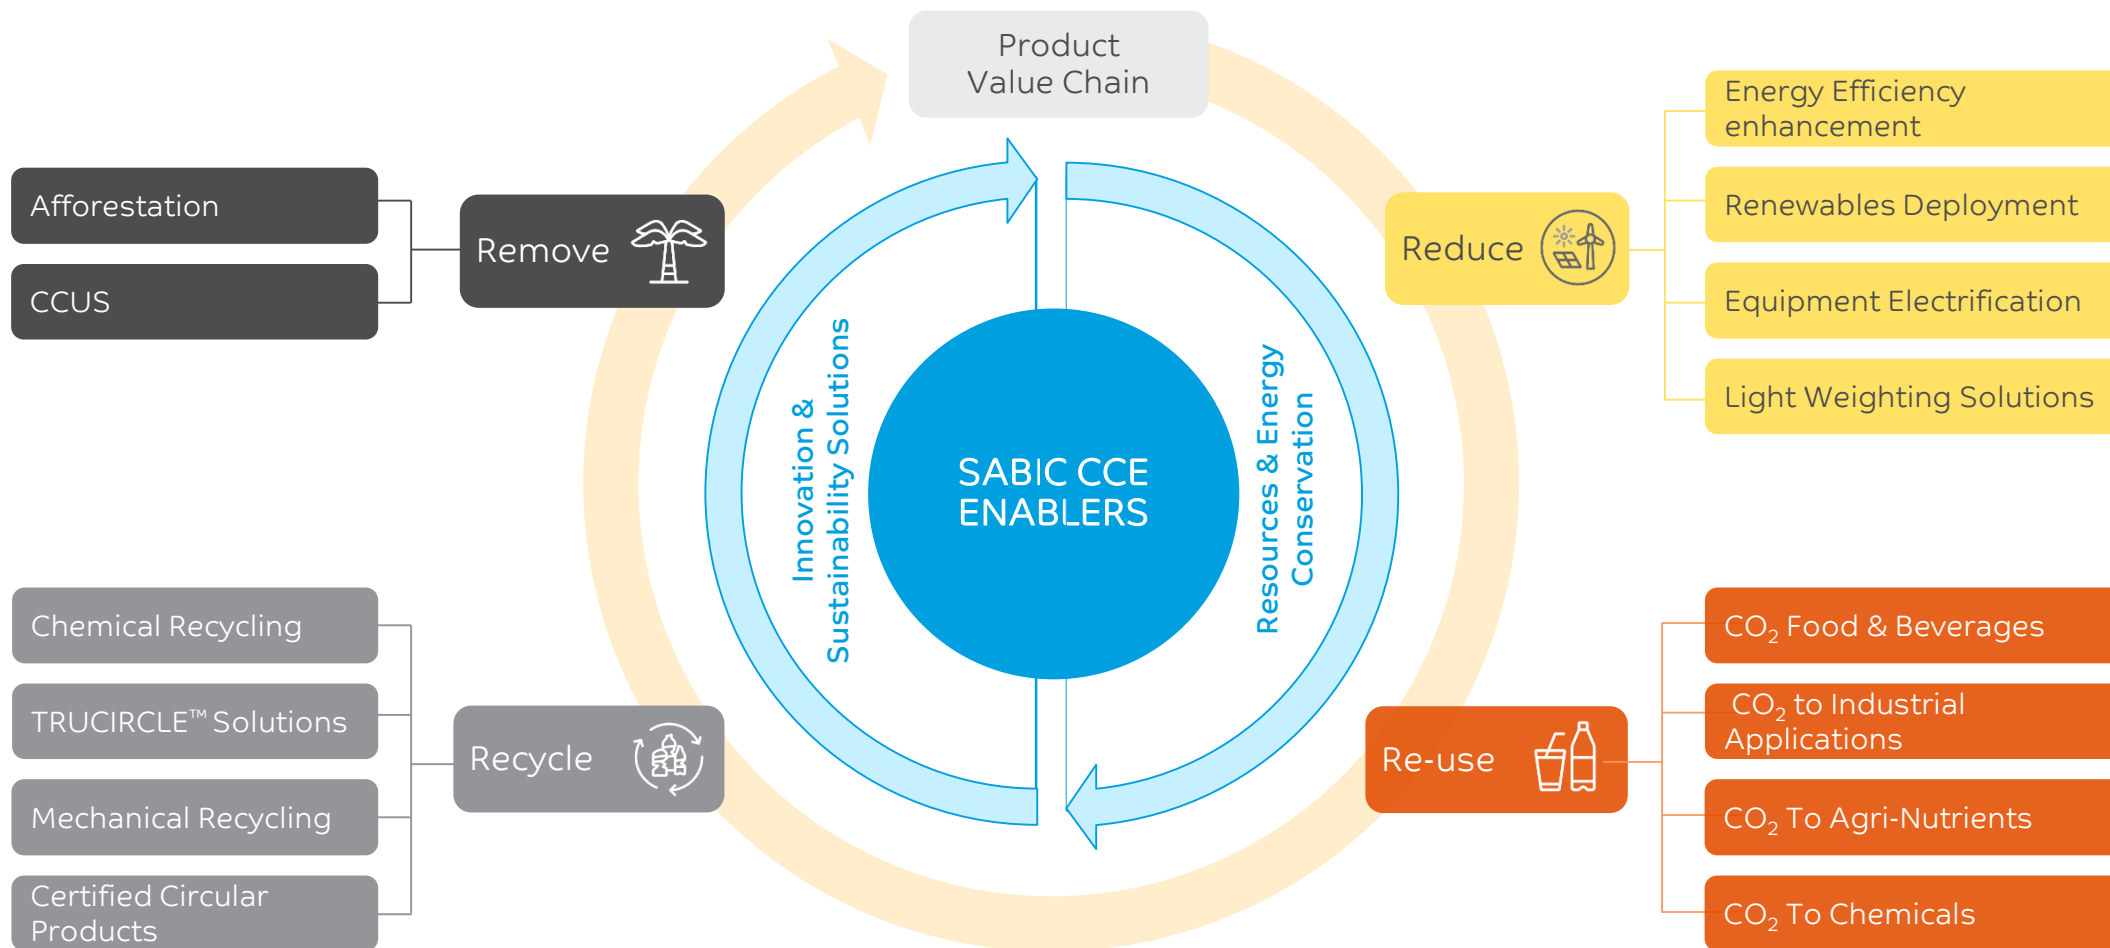 Product
Value Chain
Afforestation
CCUS
Remove
Reduce
Energy Efficiency
enhancement
Renewables Deployment
Equipment Electrification
Light Weighting Solutions
Innovation &
Sustainability Solutions
SABIC CCE
ENABLERS
Resources & Energy
Conservation
Chemical Recycling
TRUCIRCLE™ Solutions
Mechanical Recycling
Certified Circular
Products
Recycle
Re-use
CO₂ Food & Beverages
CO₂ to Industrial
Applications
CO₂ To Agri-Nutrients
CO₂ To Chemicals